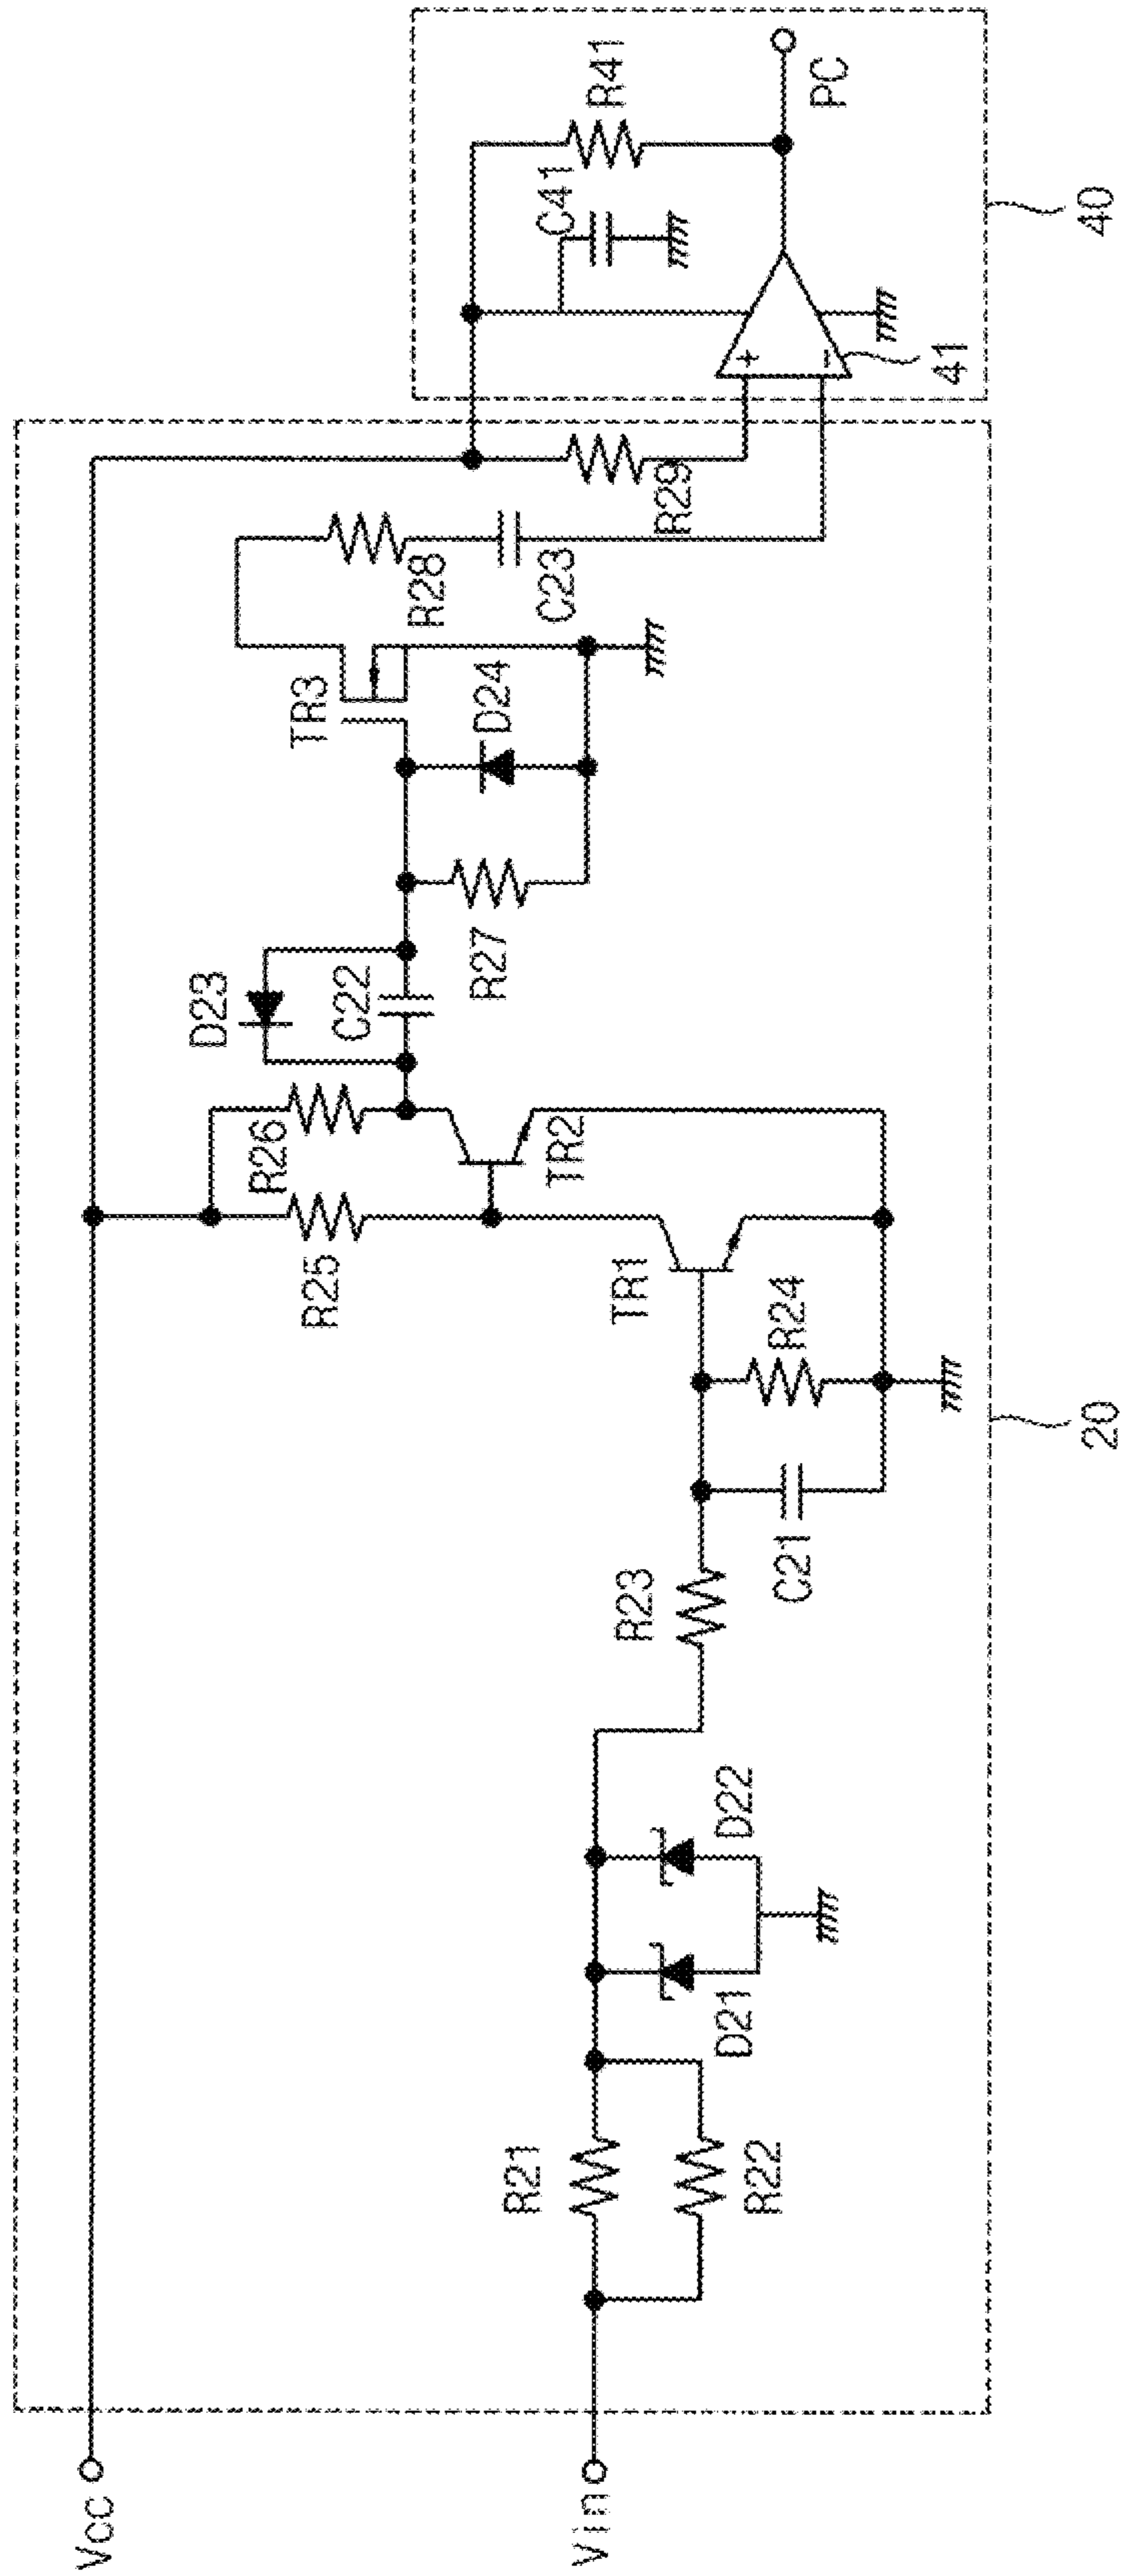 Vcc
Vin
R21
R22
D21
D22
R23
C21
R24
TR1
R25
R26
TR2
D23
C22
R27
D24
TR3
R28
C23
R29
20
C41
R41
+
−
41
PC
40